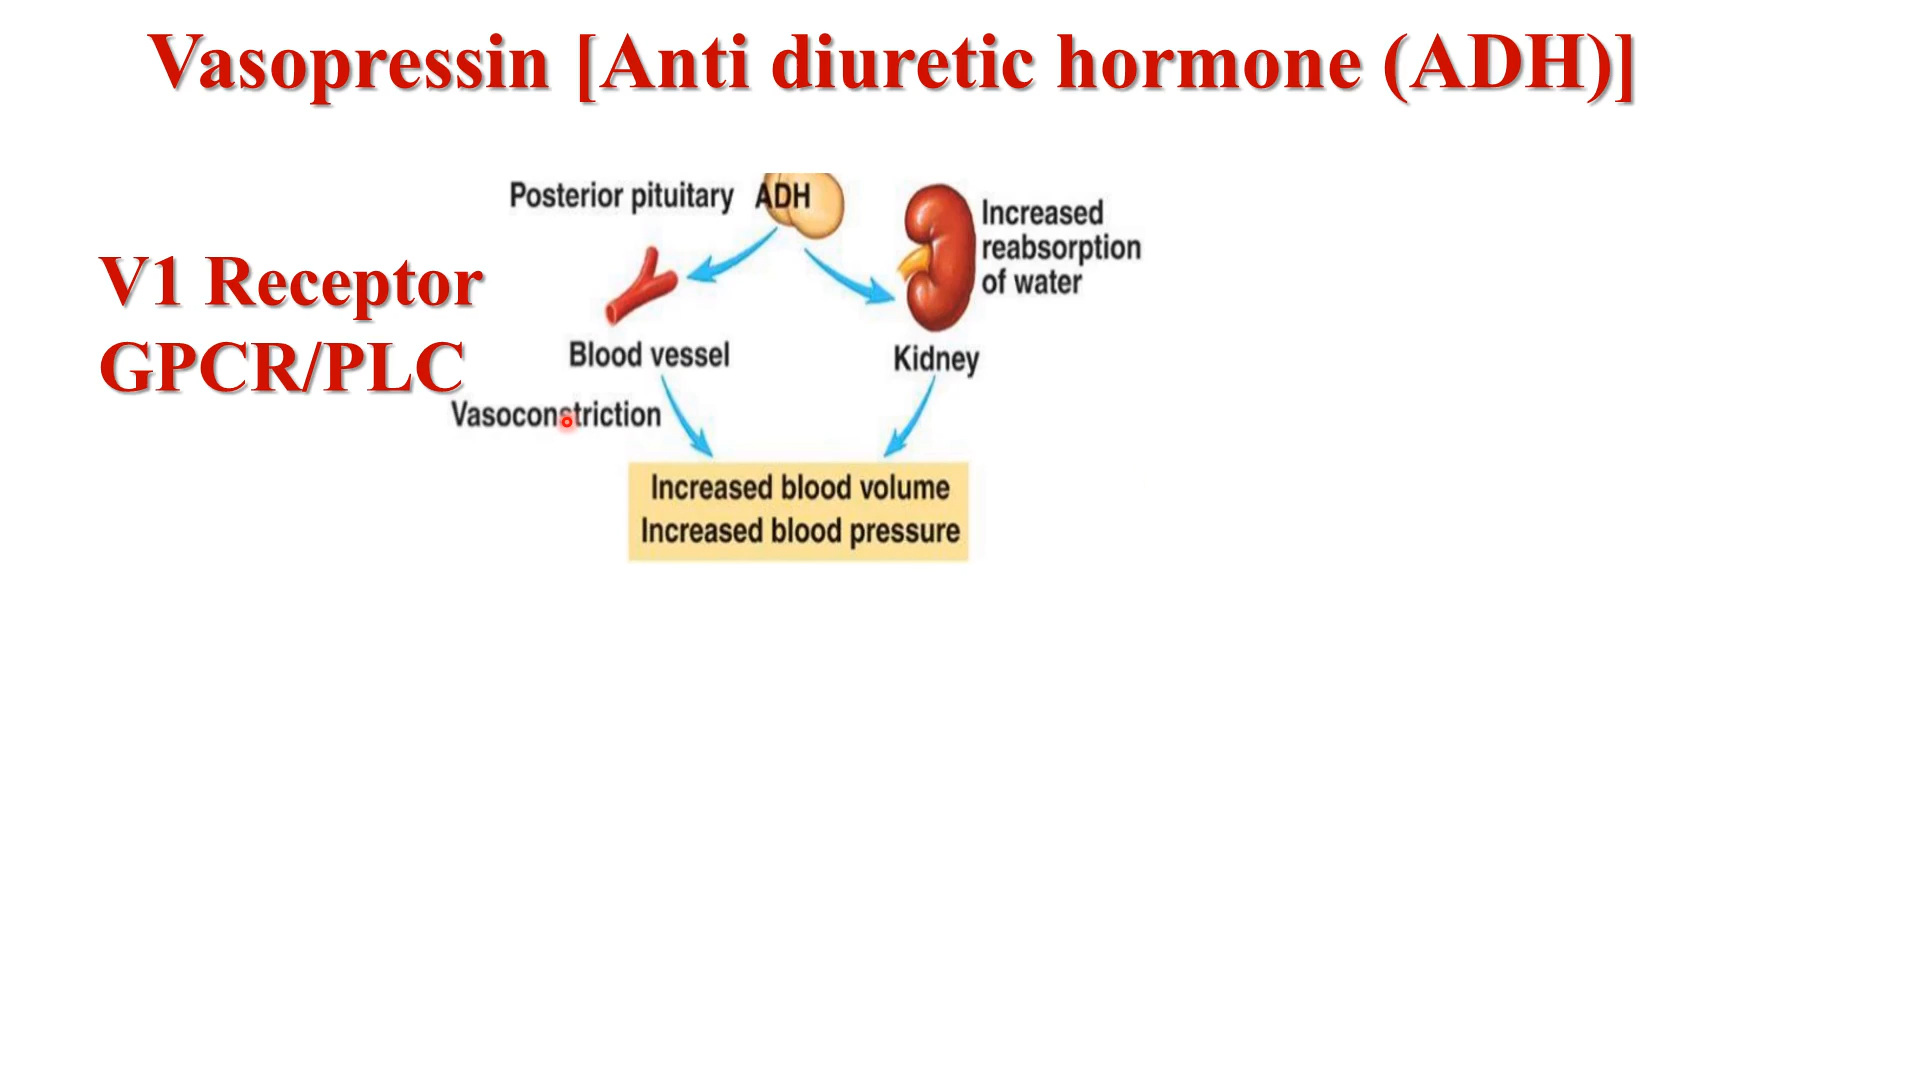 Vasopressin [Anti diuretic hormone (ADH)]
Posterior pituitary ADH
Increased
reabsorption
of water
V1 Receptor
GPCR/PLC
Blood vessel
Kidney
Vasoconstriction
Increased blood volume
Increased blood pressure